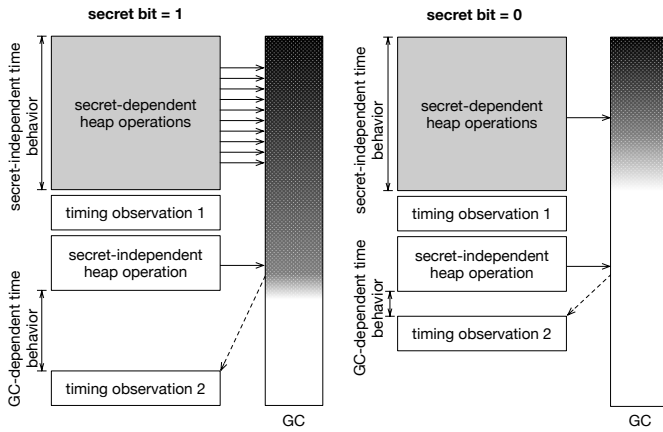 secret bit = 1
secret-independent time
behavior
secret-dependent
heap operations
timing observation 1
secret-independent
heap operation
GC-dependent time
behavior
timing observation 2
GC
secret bit = 0
secret-independent time
behavior
secret-dependent
heap operations
timing observation 1
secret-independent
heap operation
GC-dependent time
behavior
timing observation 2
GC